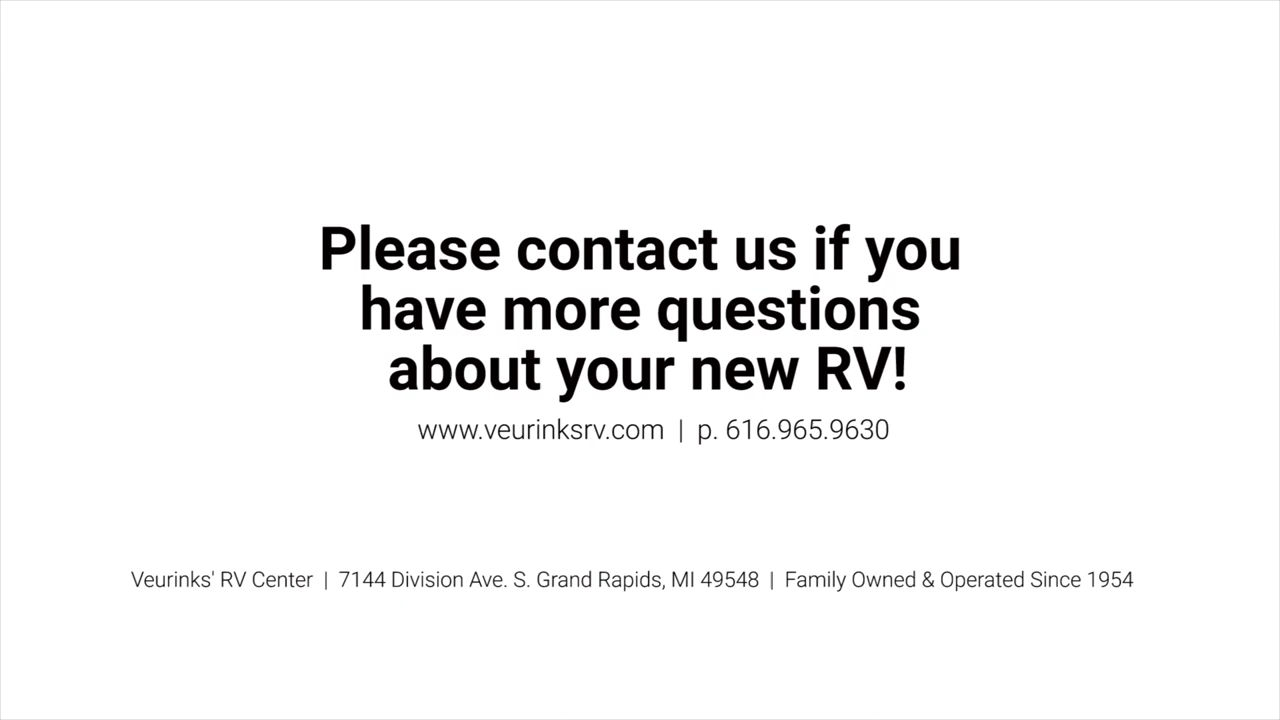 Please contact us if you
have more questions
about your new RV!
www.veurinksrv.com | p. 616.965.9630
Veurinks' RV Center | 7144 Division Ave. S. Grand Rapids, MI 49548 | Family Owned & Operated Since 1954